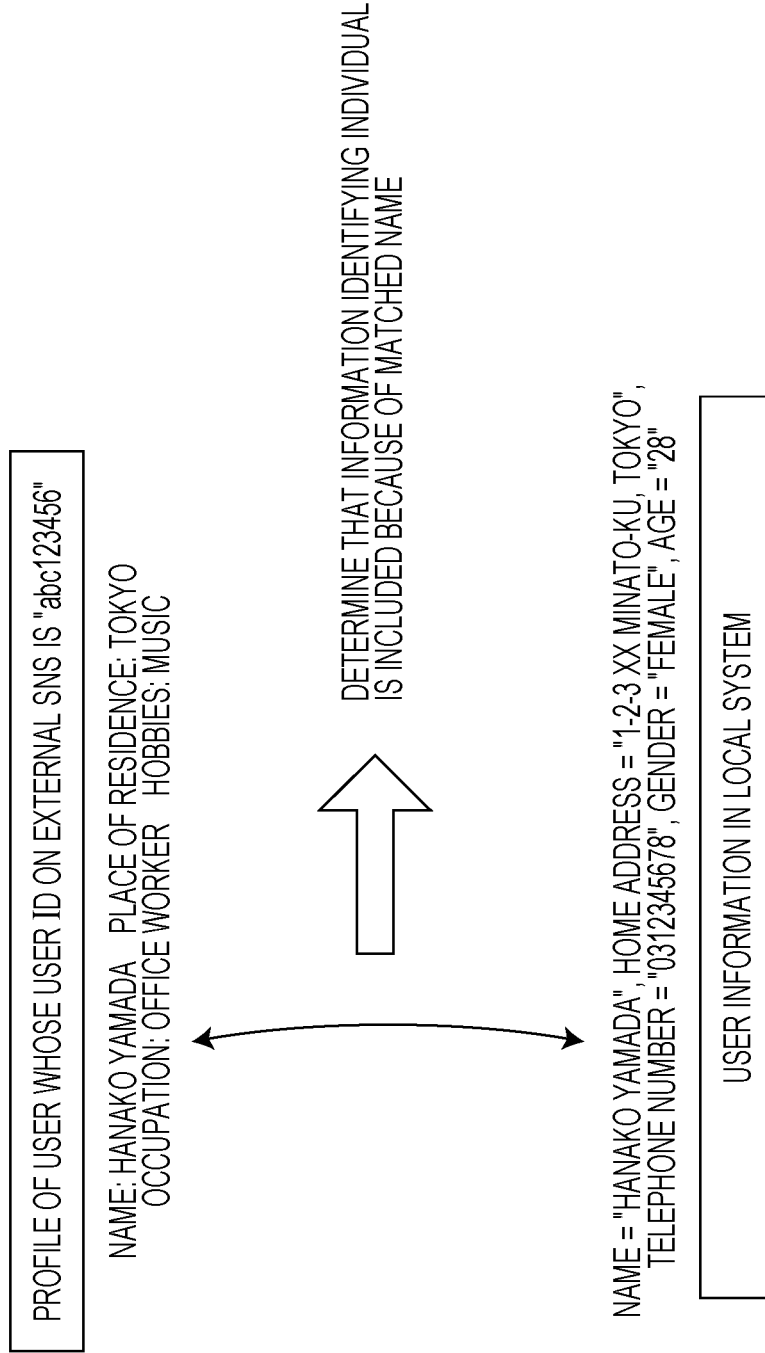 PROFILE OF USER WHOSE USER ID ON EXTERNAL SNS IS "abc123456"
NAME: HANAKO YAMADA PLACE OF RESIDENCE: TOKYO
OCCUPATION: OFFICE WORKER HOBBIES: MUSIC
DETERMINE THAT INFORMATION IDENTIFYING INDIVIDUAL
IS INCLUDED BECAUSE OF MATCHED NAME
NAME = "HANAKO YAMADA", HOME ADDRESS = "1-2-3 XX MINATO-KU, TOKYO",
TELEPHONE NUMBER = "0312345678", GENDER = "FEMALE", AGE = "28"
USER INFORMATION IN LOCAL SYSTEM